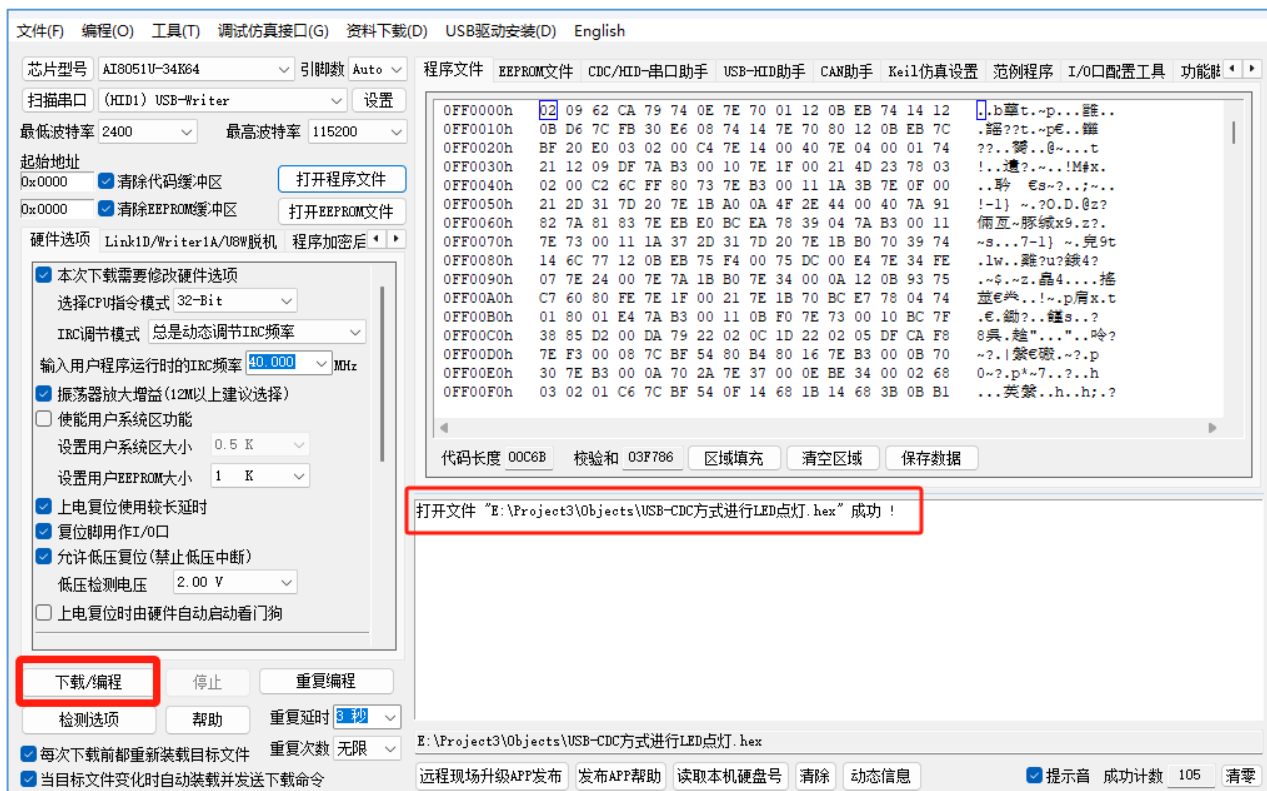 文件(F) 编程(O) 工具(T) 调试仿真接口(G) 资料下载(D) USB驱动安装(D) English
芯片型号 AI8051U-34K64 引脚数 Auto
扫描串口 (HID1) USB-Writer 设置
最低波特率 2400 最高波特率 115200
起始地址
0x0000 清除代码缓冲区 打开程序文件
0x0000 清除EEPROM缓冲区 打开EEPROM文件
硬件选项 Link1D/Writer1A/U8W脱机 程序加密后
本次下载需要修改硬件选项
选择CPU指令模式 32-Bit
IRC调节模式 总是动态调节IRC频率
输入用户程序运行时的IRC频率 40.000 MHz
振荡器放大增益(12M以上建议选择)
使能用户系统区功能
设置用户系统区大小 0.5 K
设置用户EEPROM大小 1 K
上电复位使用较长延时
复位脚用作I/O口
允许低压复位(禁止低压中断)
低压检测电压 2.00 V
上电复位时由硬件自动启动看门狗
下载/编程 停止 重复编程
检测选项 帮助 重复延时 3 秒
每次下载前都重新装载目标文件 重复次数 无限
当目标文件变化时自动装载并发送下载命令
程序文件 EEPROM文件 CDC/HID-串口助手 USB-HID助手 CAN助手 Keil仿真设置 范例程序 I/O口配置工具
0FF0000h 02 09 62 CA 79 74 0E 7E 70 01 12 0B EB 74 14 12
0FF0010h 0B D6 7C FB 30 E6 08 74 14 7E 70 80 12 0B EB 7C
0FF0020h BF 20 E0 03 02 00 C4 7E 14 00 40 7E 04 00 01 74
0FF0030h 21 12 09 DF 7A B3 00 10 7E 1F 00 21 4D 23 78 03
0FF0040h 02 00 C2 6C FF 80 73 7E B3 00 11 1A 3B 7E 0F 00
0FF0050h 21 2D 31 7D 20 7E 1B A0 0A 4F 2E 44 00 40 7A 91
0FF0060h 82 7A 81 83 7E EB E0 BC EA 78 39 04 7A B3 00 11
0FF0070h 7E 73 00 11 1A 37 2D 31 7D 20 7E 1B B0 70 39 74
0FF0080h 14 6C 77 12 0B EB 75 F4 00 75 DC 00 E4 7E 34 FE
0FF0090h 07 7E 24 00 7E 7A 1B B0 7E 34 00 0A 12 0B 93 75
0FF00A0h C7 60 80 FE 7E 1F 00 21 7E 1B 70 BC E7 78 04 74
0FF00B0h 01 80 01 E4 7A B3 00 11 0B F0 7E 73 00 10 BC 7F
0FF00C0h 38 85 D2 00 DA 79 22 02 0C 1D 22 02 05 DF CA F8
0FF00D0h 7E F3 00 08 7C BF 54 80 B4 80 16 7E B3 00 0B 70
0FF00E0h 30 7E B3 00 0A 70 2A 7E 37 00 0E BE 34 00 02 68
0FF00F0h 03 02 01 C6 7C BF 54 0F 14 68 1B 14 68 3B 0B B1
代码长度 00C6B 校验和 03F786 区域填充 清空区域 保存数据
打开文件 "E:\Project3\Objects\USB-CDC方式进行LED点灯.hex" 成功 !
E:\Project3\Objects\USB-CDC方式进行LED点灯.hex
远程现场升级APP发布 发布APP帮助 读取本机硬盘号 清除 动态信息 提示音 成功计数 105 清零